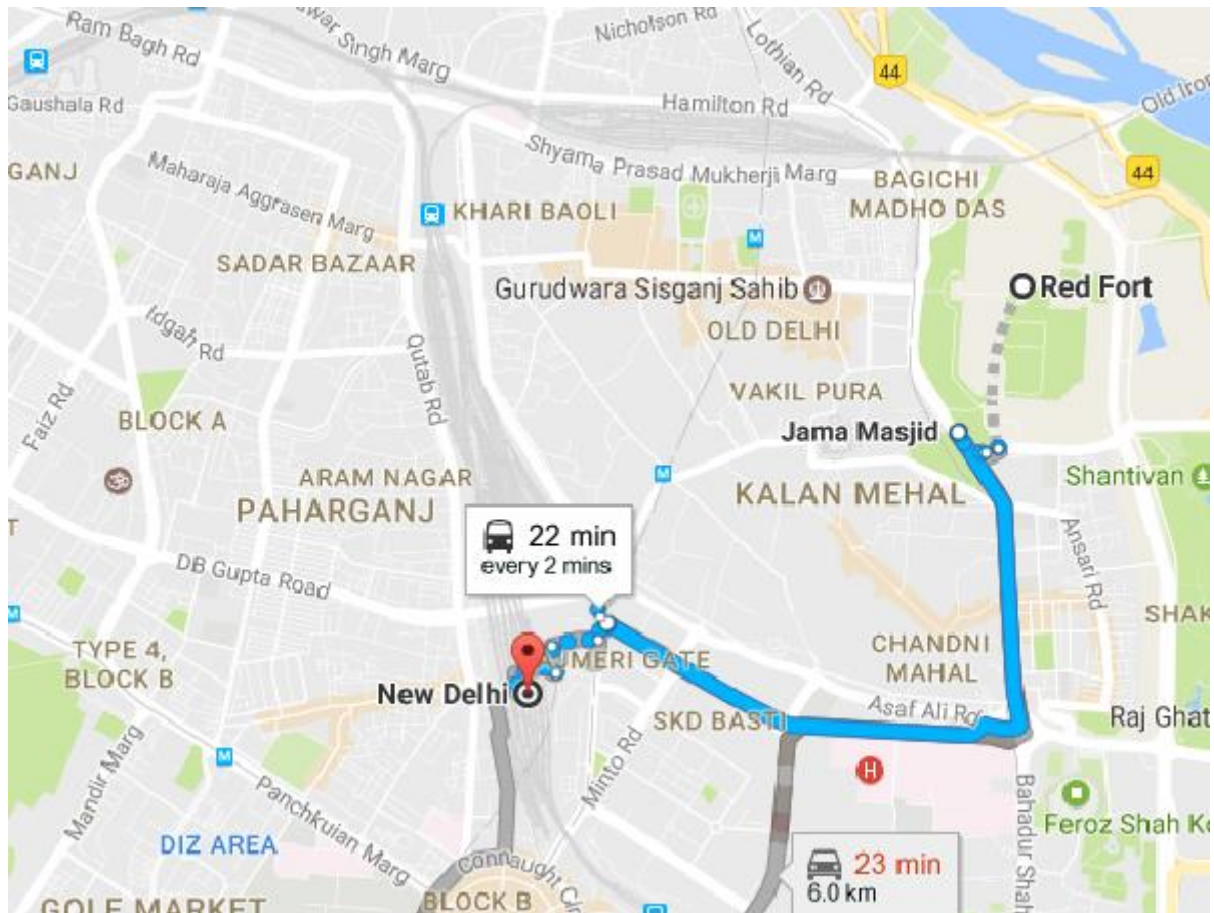 Ram Bagh Rd
Singh Marg
Nicholson Rd
Lothian Rd
44
Gaushala Rd
Hamilton Rd
Old Iron
Shyama Prasad Mukherji Marg
44
GANJ
Maharaja Aggrasen Marg
KHARI BAOLI
BAGICHI
MADHO DAS
M
SADAR BAZAAR
Gurudwara Sisganj Sahib
Red Fort
Idgah Rd
Qutab Rd
OLD DELHI
Faiz Rd
BLOCK A
VAKIL PURA
Jama Masjid
ARAM NAGAR
M
Shantivan
PAHARGANJ
KALAN MEHAL
22 min
every 2 mins
Ansari Rd
DB Gupta Road
M
TYPE 4,
BLOCK B
AJMERI GATE
CHANDNI
MAHAL
SHAK
New Delhi
SKD BASTI
Asaf Ali Rd
Raj Ghat
Mandir Marg
M
Minto Rd
H
Panchkuian Marg
Bahadur Shah
Feroz Shah Ko
DIZ AREA
Connaught Cir
23 min
6.0 km
BLOCK B
GOLE MARKET